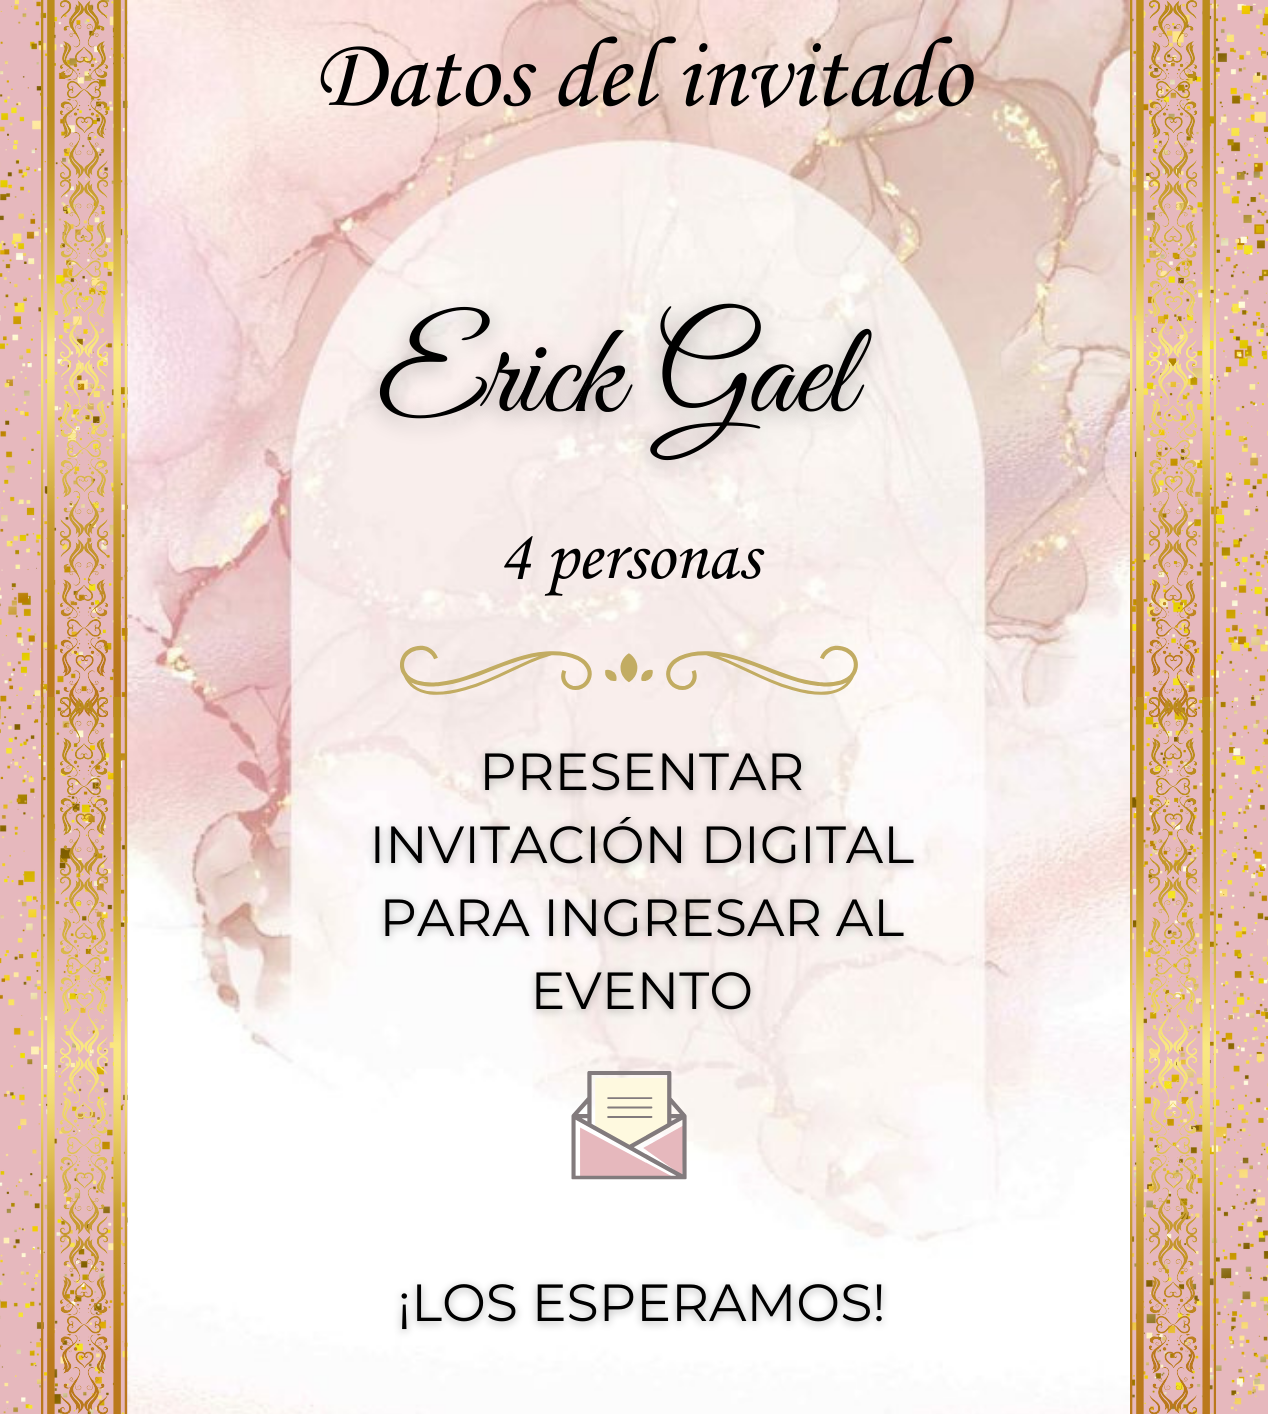 Datos del invitado
Erick Gael
4 personas
PRESENTAR
INVITACIÓN DIGITAL
PARA INGRESAR AL
EVENTO
¡LOS ESPERAMOS!